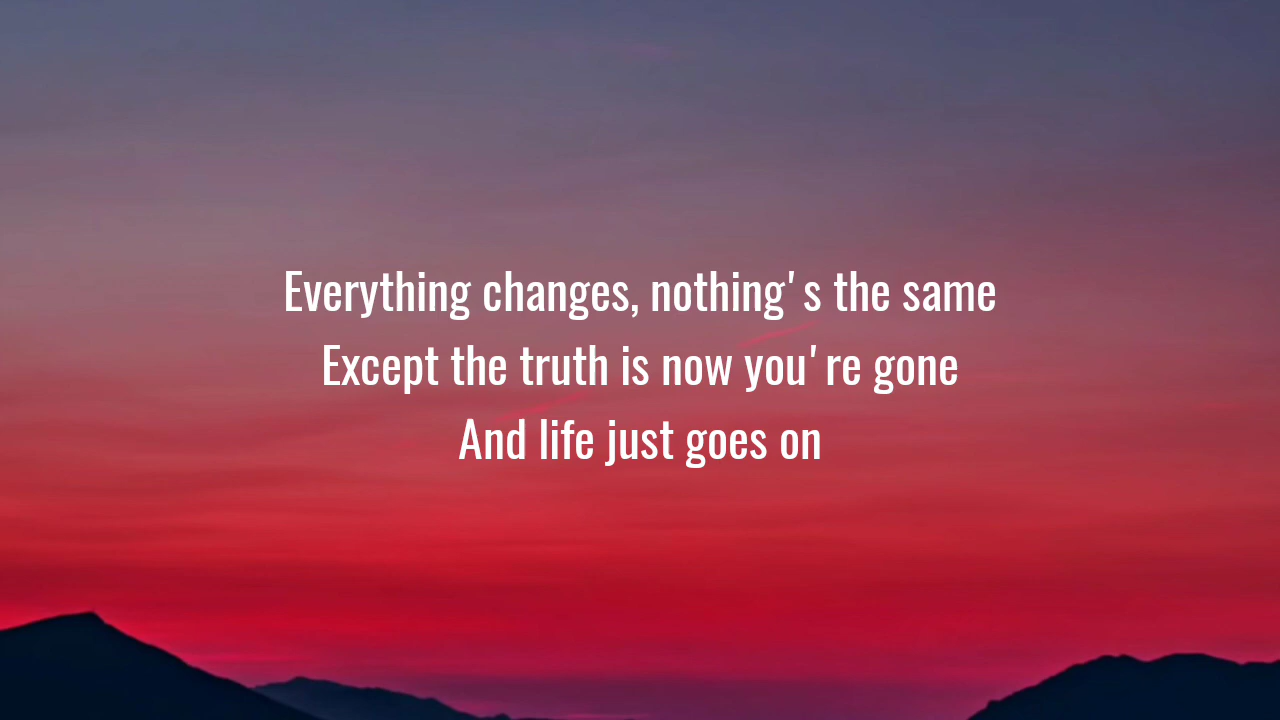 Everything changes, nothing's the same
Except the truth is now you're gone
And life just goes on